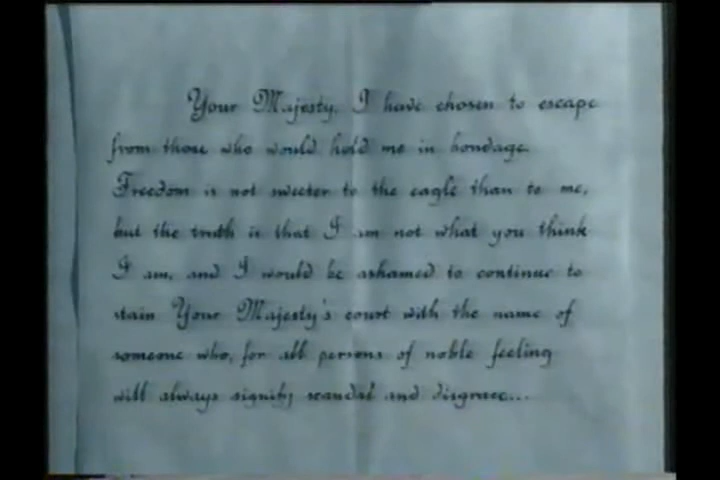 Your Majesty, I have chosen to escape
from those who would hold me in bondage.
Freedom is not sweeter to the eagle than to me,
but the truth is that I am not what you think
I am, and I would be ashamed to continue to
stain Your Majesty's court with the name of
someone who, for all persons of noble feeling
will always signify scandal and disgrace...